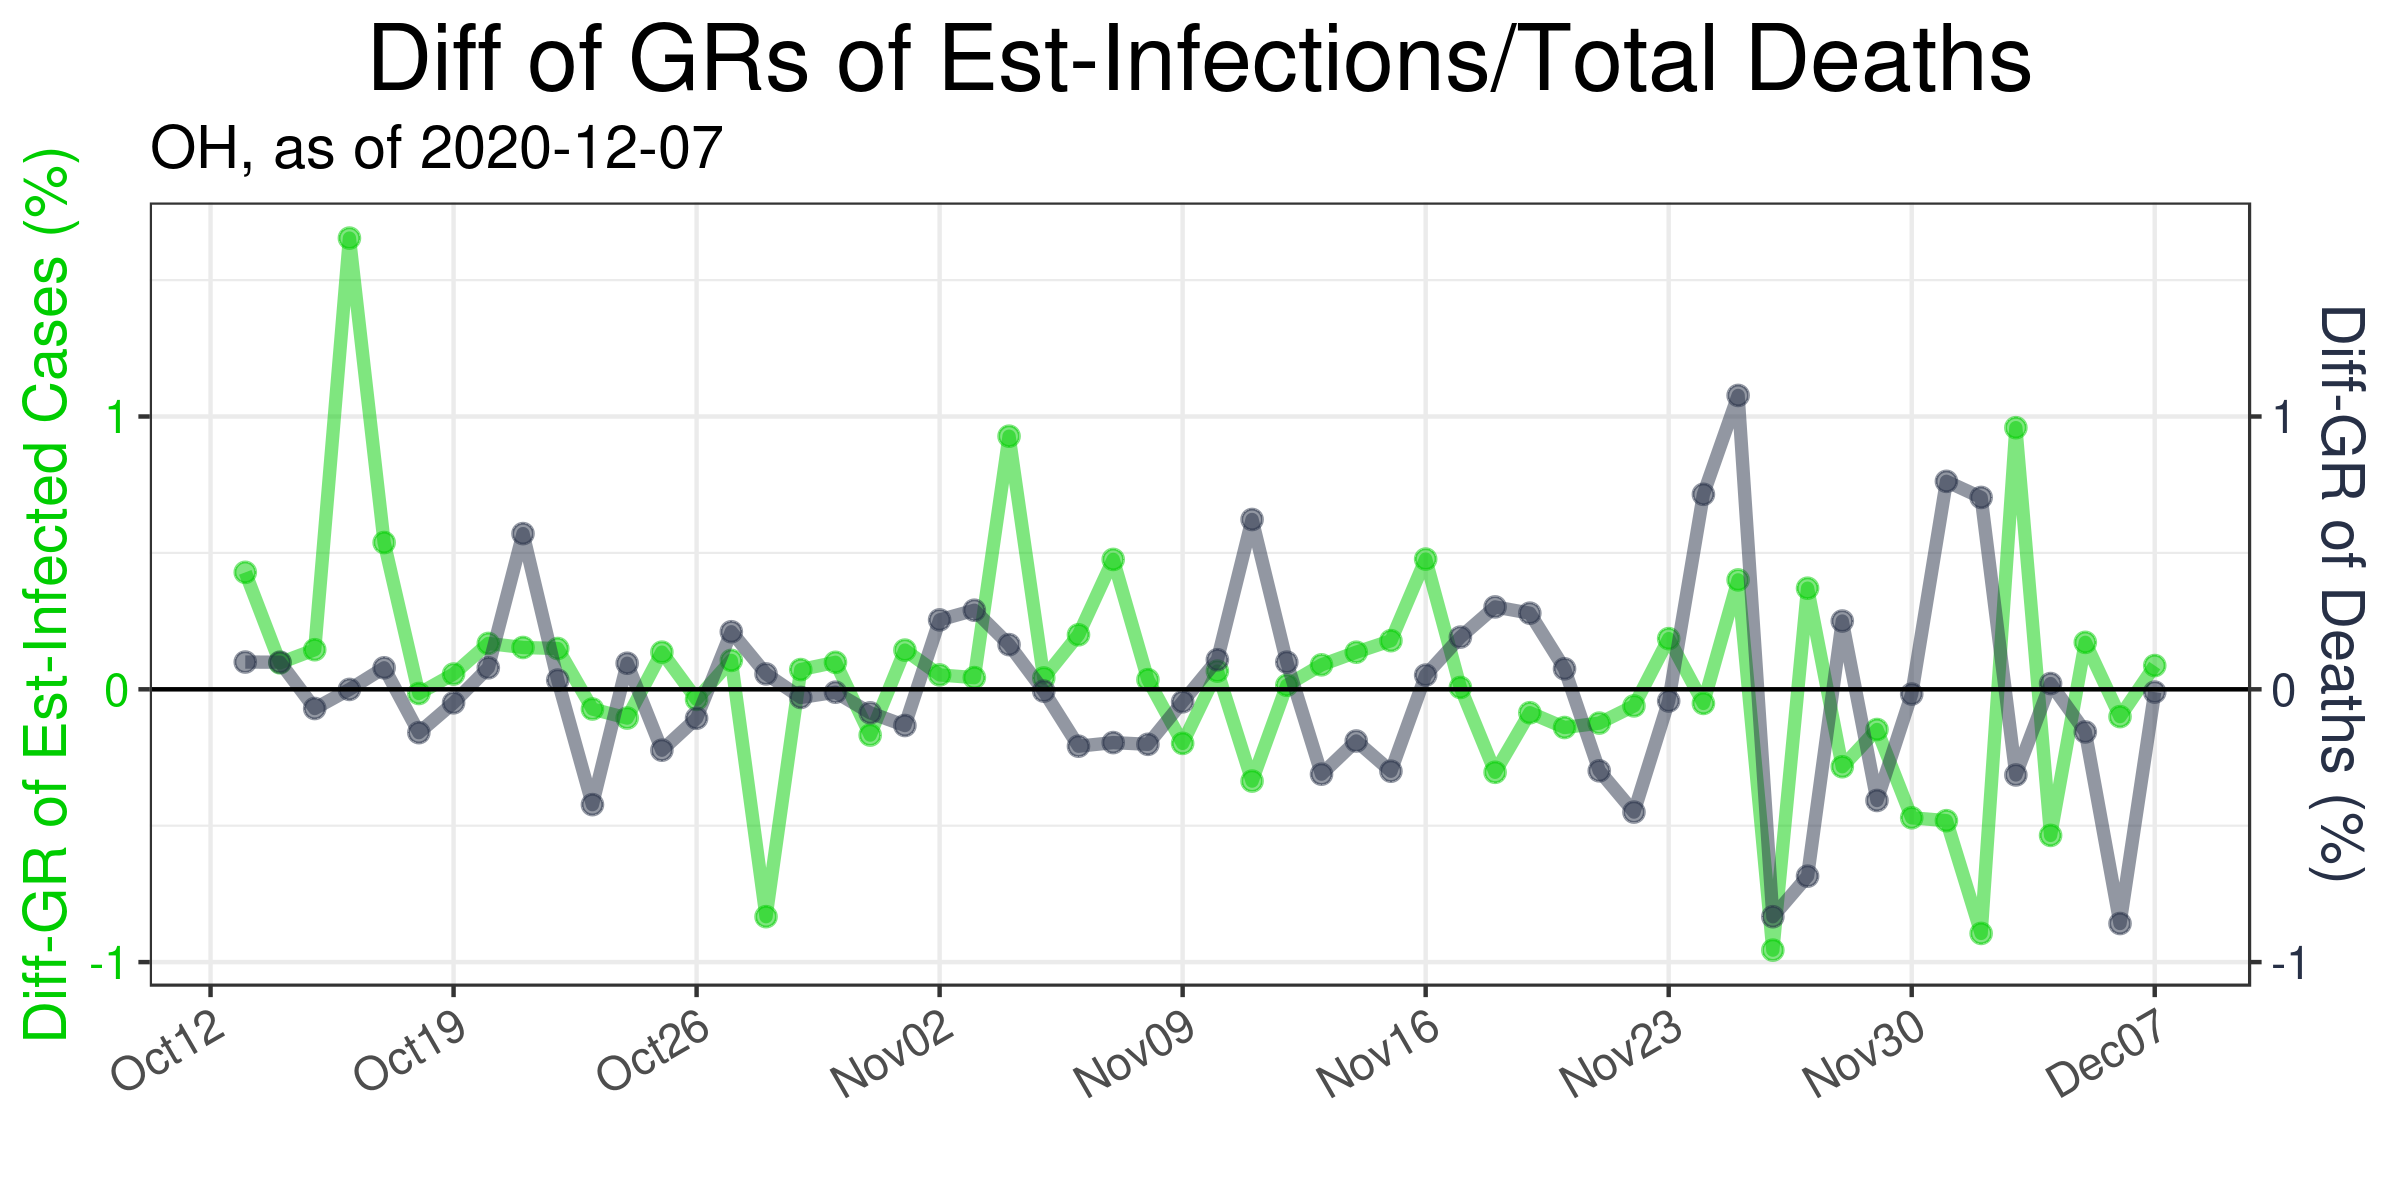 Diff of GRs of Est-Infections/Total Deaths
OH, as of 2020-12-07
Diff-GR of Est-Infected Cases (%)
1
0
-1
1
0
-1
Diff-GR of Deaths (%)
Oct12
Oct19
Oct26
Nov02
Nov09
Nov16
Nov23
Nov30
Dec07